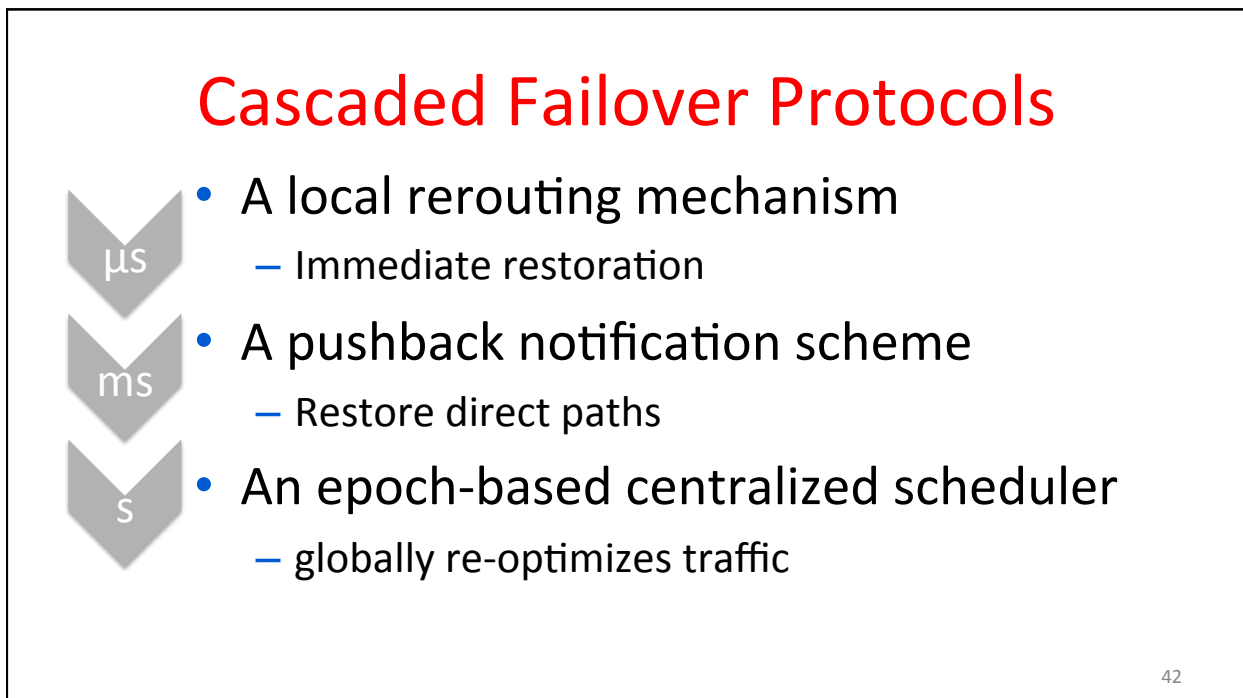 Cascaded Failover Protocols
• A local rerouting mechanism
µs
– Immediate restoration
• A pushback notification scheme
ms
– Restore direct paths
• An epoch-based centralized scheduler
s
– globally re-optimizes traffic
42